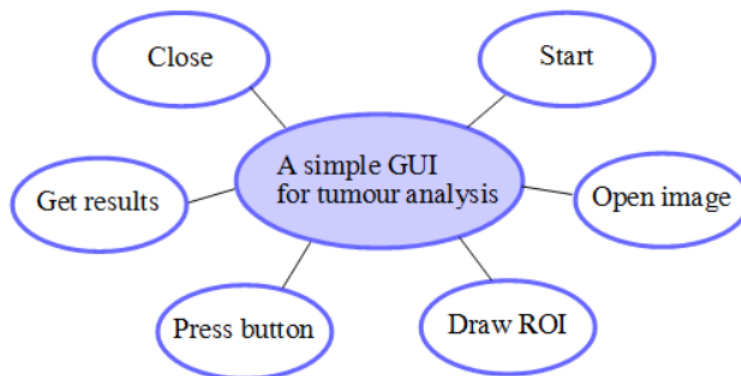 Close
Start
A simple GUI
for tumour analysis
Get results
Open image
Press button
Draw ROI